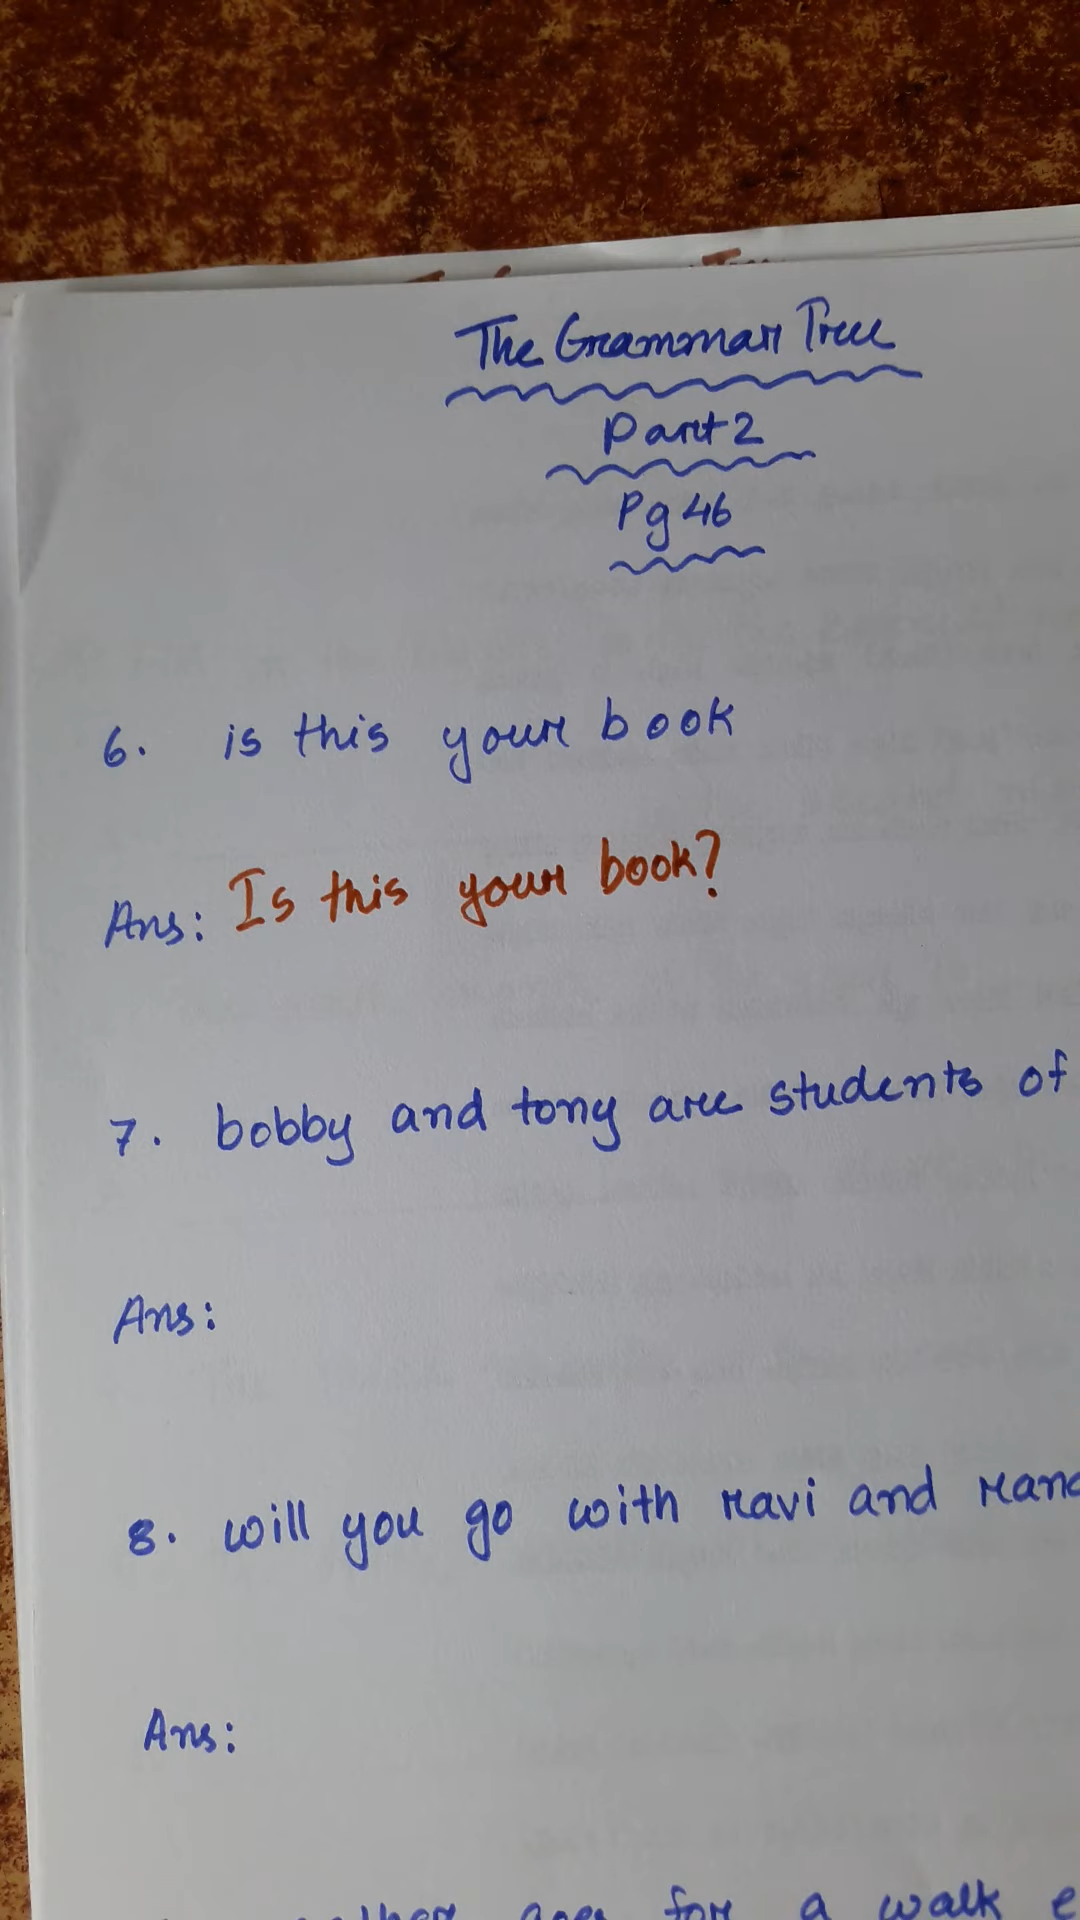 The Grammar Tree
Part 2
Pg 46
6. is this your book
Ans: Is this your book?
7. bobby and tony are students of
Ans:
8. will you go with ravi and
Ans:
goes for a walk